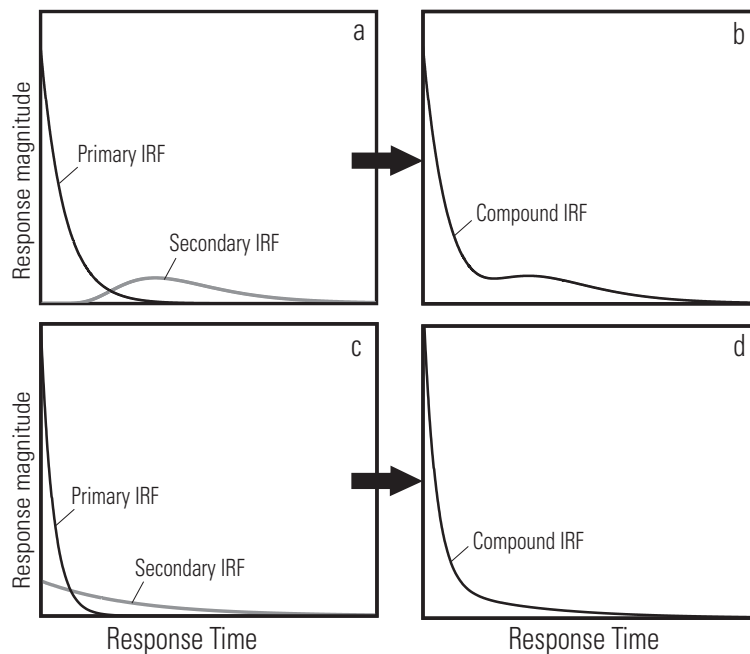 a
Response magnitude
Primary IRF
Secondary IRF
b
Compound IRF
c
Response magnitude
Primary IRF
Secondary IRF
Response Time
d
Compound IRF
Response Time